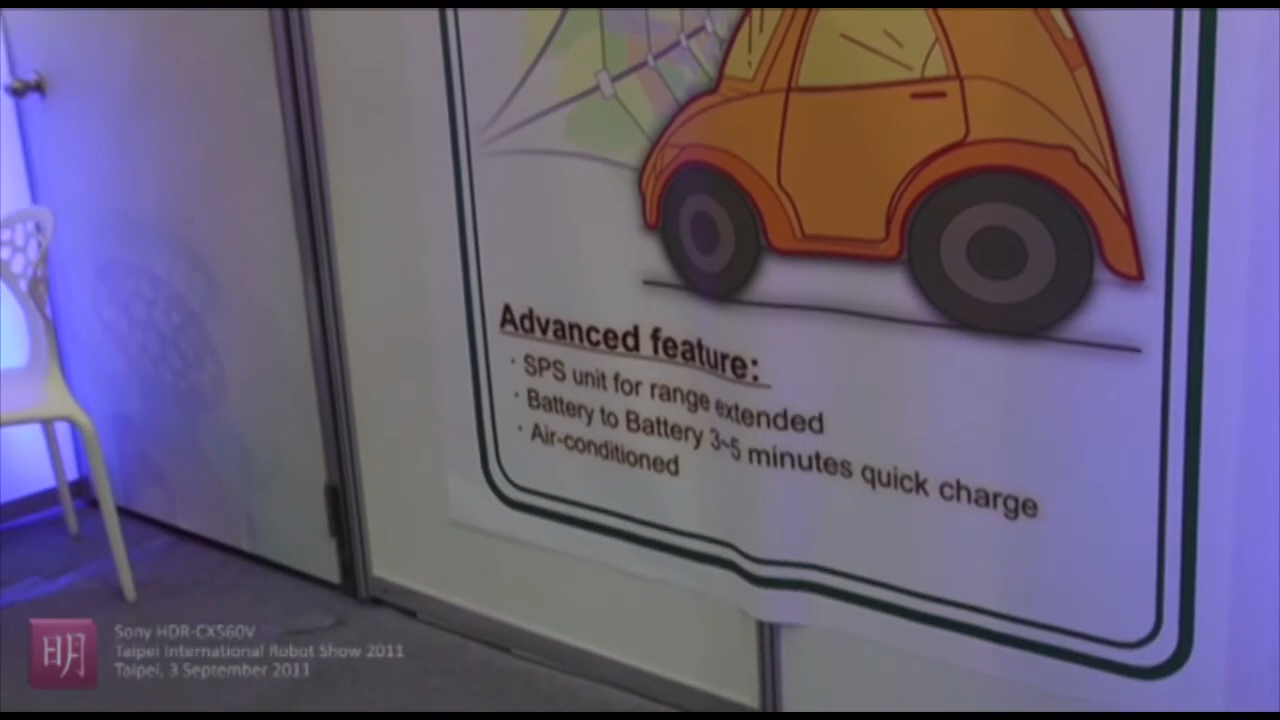 Advanced feature:
· SPS unit for range extended
· Battery to Battery 3~5 minutes quick charge
· Air-conditioned
明
Sony HDR-CX560V
Taipei International Robot Show 2011
Taipei, 3 September 2011